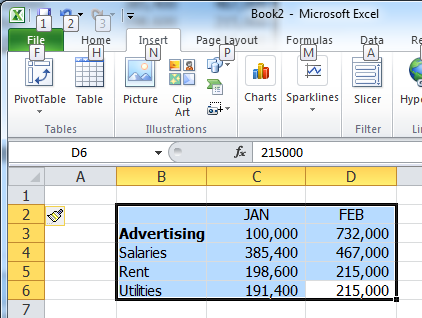 Book2 - Microsoft Excel
1 2 3
File Home Insert Page Layout Formulas Data Re
F H N P M A
PivotTable Table Picture Clip Art Charts Sparklines Slicer Hype
Tables Illustrations Filter Lin
D6 fx 215000
A B C D
1
2 JAN FEB
3 Advertising 100,000 732,000
4 Salaries 385,400 467,000
5 Rent 198,600 215,000
6 Utilities 191,400 215,000
7